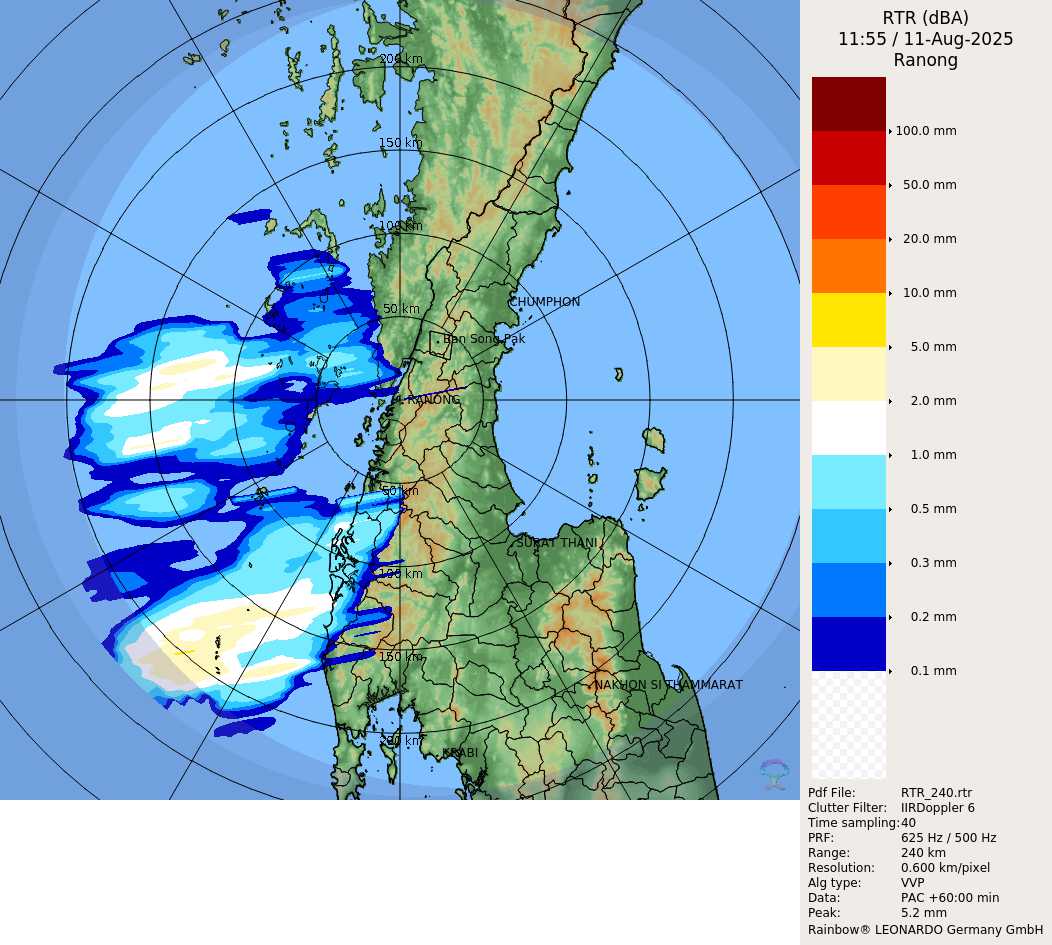 RTR (dBA)
11:55 / 11-Aug-2025
Ranong
200 km
150 km
100 km
50 km
CHUMPHON
Ban Song Pak
RANONG
50 km
SURAT THANI
100 km
150 km
NAKHON SI THAMMARAT
200 km
KRABI
100.0 mm
50.0 mm
20.0 mm
10.0 mm
5.0 mm
2.0 mm
1.0 mm
0.5 mm
0.3 mm
0.2 mm
0.1 mm
Pdf File: RTR_240.rtr
Clutter Filter: IIRDoppler 6
Time sampling:40
PRF: 625 Hz / 500 Hz
Range: 240 km
Resolution: 0.600 km/pixel
Alg type: VVP
Data: PAC +60:00 min
Peak: 5.2 mm
Rainbow® LEONARDO Germany GmbH